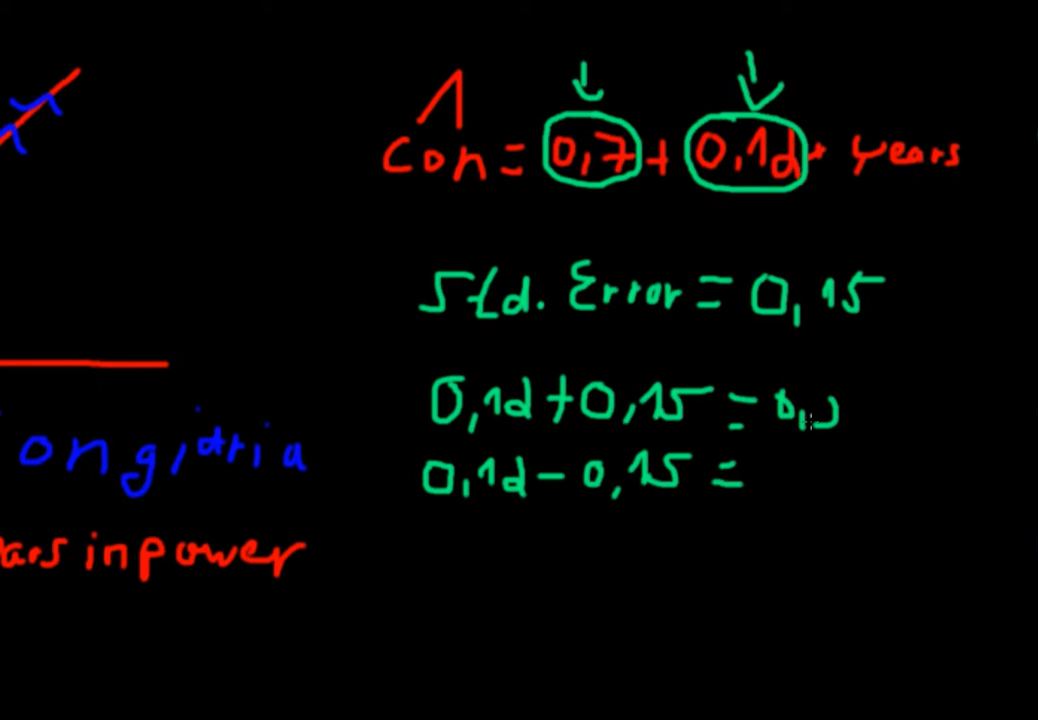 Con = 0,7 + 0,12 * years
Std. Error = 0,15
0,12 + 0,15 = 0,
0,12 - 0,15 =
ars in power